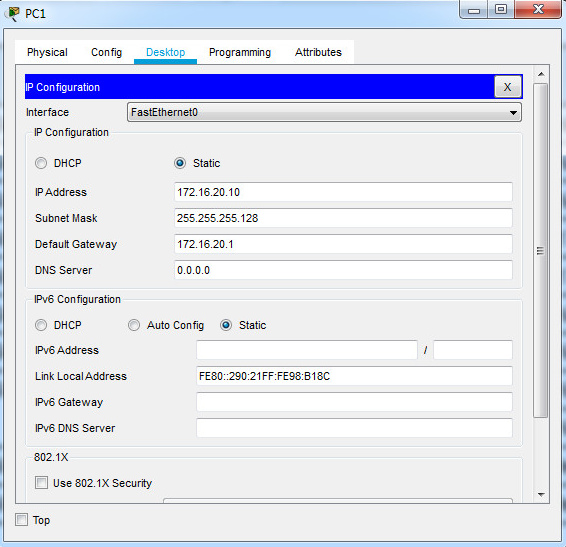 PC1
Physical Config Desktop Programming Attributes
IP Configuration X
Interface FastEthernet0
IP Configuration
DHCP Static
IP Address 172.16.20.10
Subnet Mask 255.255.255.128
Default Gateway 172.16.20.1
DNS Server 0.0.0.0
IPv6 Configuration
DHCP Auto Config Static
IPv6 Address /
Link Local Address FE80::290:21FF:FE98:B18C
IPv6 Gateway
IPv6 DNS Server
802.1X
Use 802.1X Security
Top